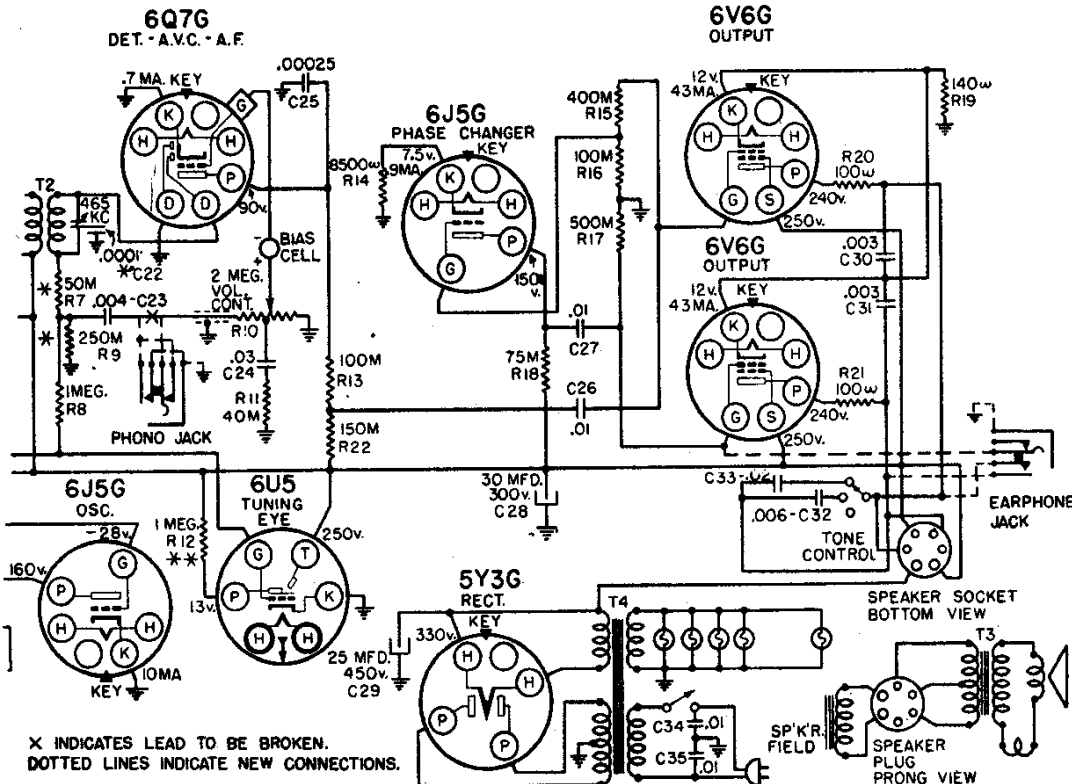 6Q7G
DET. - A.V.C. - A.F.
6V6G
OUTPUT
.7 MA. KEY
.00025
C25
6J5G
PHASE CHANGER
KEY
7.5v.
.9MA.
8500ω
R14
400M
R15
100M
R16
500M
R17
12v.
43MA.
KEY
140ω
R19
R20
100ω
240v.
250v.
G
K
H
H
P
D
D
90v.
K
H
H
P
G
150
v.
K
H
H
P
G
S
T2
465
KC
.0001
*C22
BIAS
CELL
- +
50M
R7
.004-C23
2 MEG.
VOL.
CONT.
R10
250M
R9
1MEG.
R8
PHONO JACK
.03
C24
R11
40M
100M
R13
150M
R22
.01
C27
75M
R18
C26
.01
6V6G
OUTPUT
12v.
43MA.
KEY
.003
C30
.003
C31
R21
100ω
240v.
250v.
K
H
H
P
G
S
EARPHONE
JACK
6J5G
OSC.
-28v.
160v.
G
P
H
H
K
KEY
10MA
1 MEG.
R12
**
6U5
TUNING
EYE
250v.
13v.
G
T
P
K
H
H
30 MFD.
300v.
C28
C33-.02
.006-C32
TONE
CONTROL
SPEAKER SOCKET
BOTTOM VIEW
5Y3G
RECT.
KEY
330v.
25 MFD.
450v.
C29
H
H
P
P
T4
C34
.01
C35
.01
T3
SP'K'R.
FIELD
SPEAKER
PLUG
PRONG VIEW
X INDICATES LEAD TO BE BROKEN.
DOTTED LINES INDICATE NEW CONNECTIONS.